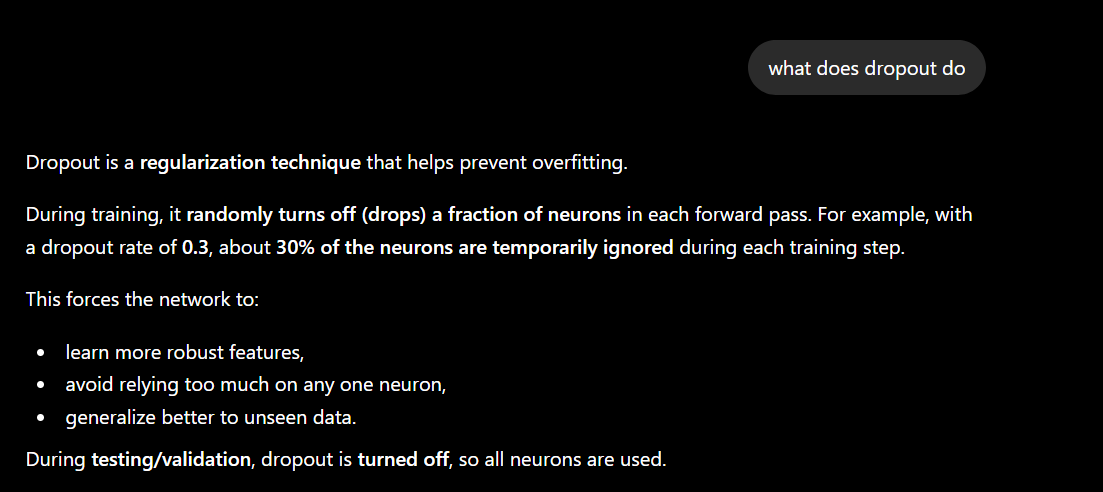 what does dropout do
Dropout is a regularization technique that helps prevent overfitting.
During training, it randomly turns off (drops) a fraction of neurons in each forward pass. For example, with
a dropout rate of 0.3, about 30% of the neurons are temporarily ignored during each training step.
This forces the network to:
• learn more robust features,
• avoid relying too much on any one neuron,
• generalize better to unseen data.
During testing/validation, dropout is turned off, so all neurons are used.